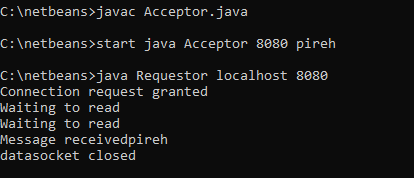 C:\netbeans>javac Acceptor.java
C:\netbeans>start java Acceptor 8080 pireh
C:\netbeans>java Requestor localhost 8080
Connection request granted
Waiting to read
Waiting to read
Message receivedpireh
datasocket closed